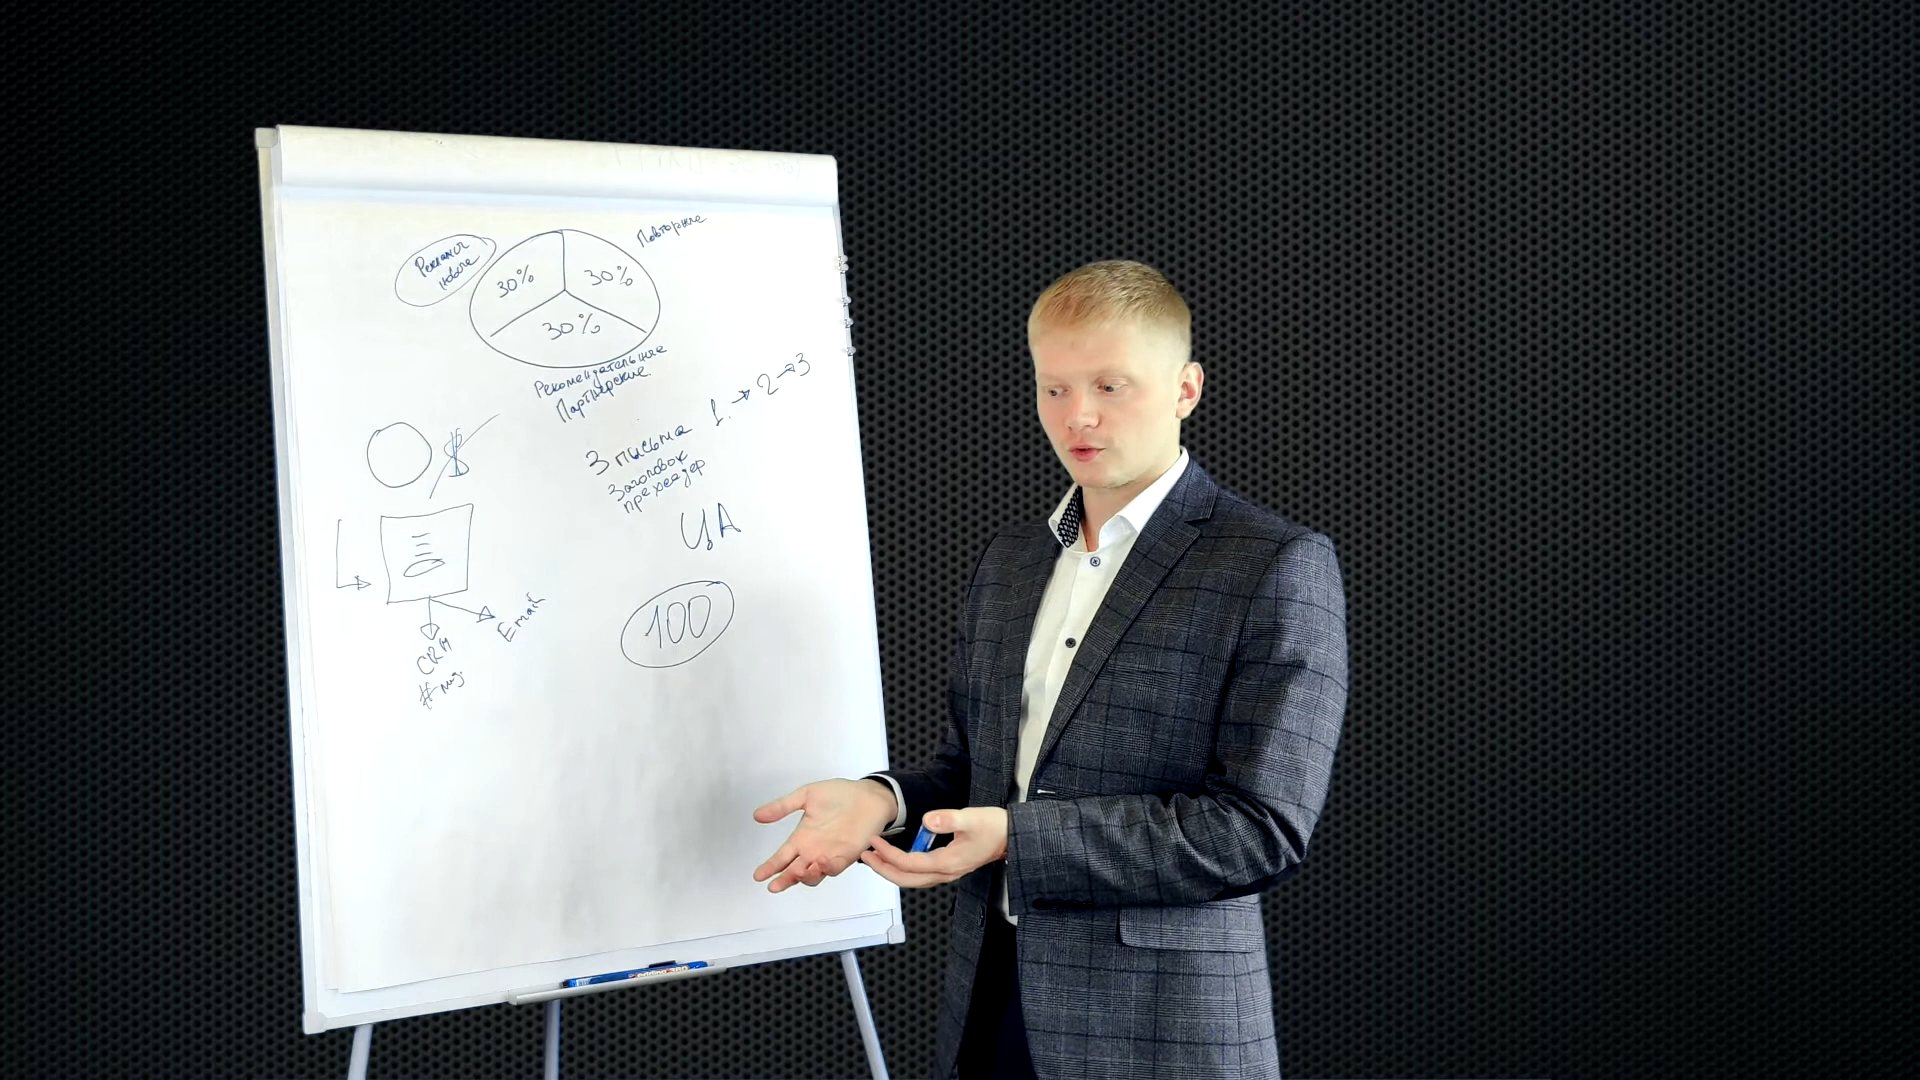 Реклама
новые
Повторные
30%
30%
30%
Рекомендательные
Партнерские.
1. → 2 → 3
3 письма
Заголовок
прехедер
$
ЦА
100
Email
CRM